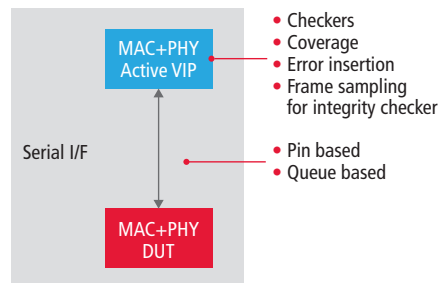 MAC+PHY
Active VIP
• Checkers
• Coverage
• Error insertion
• Frame sampling
for integrity checker
Serial I/F
• Pin based
• Queue based
MAC+PHY
DUT